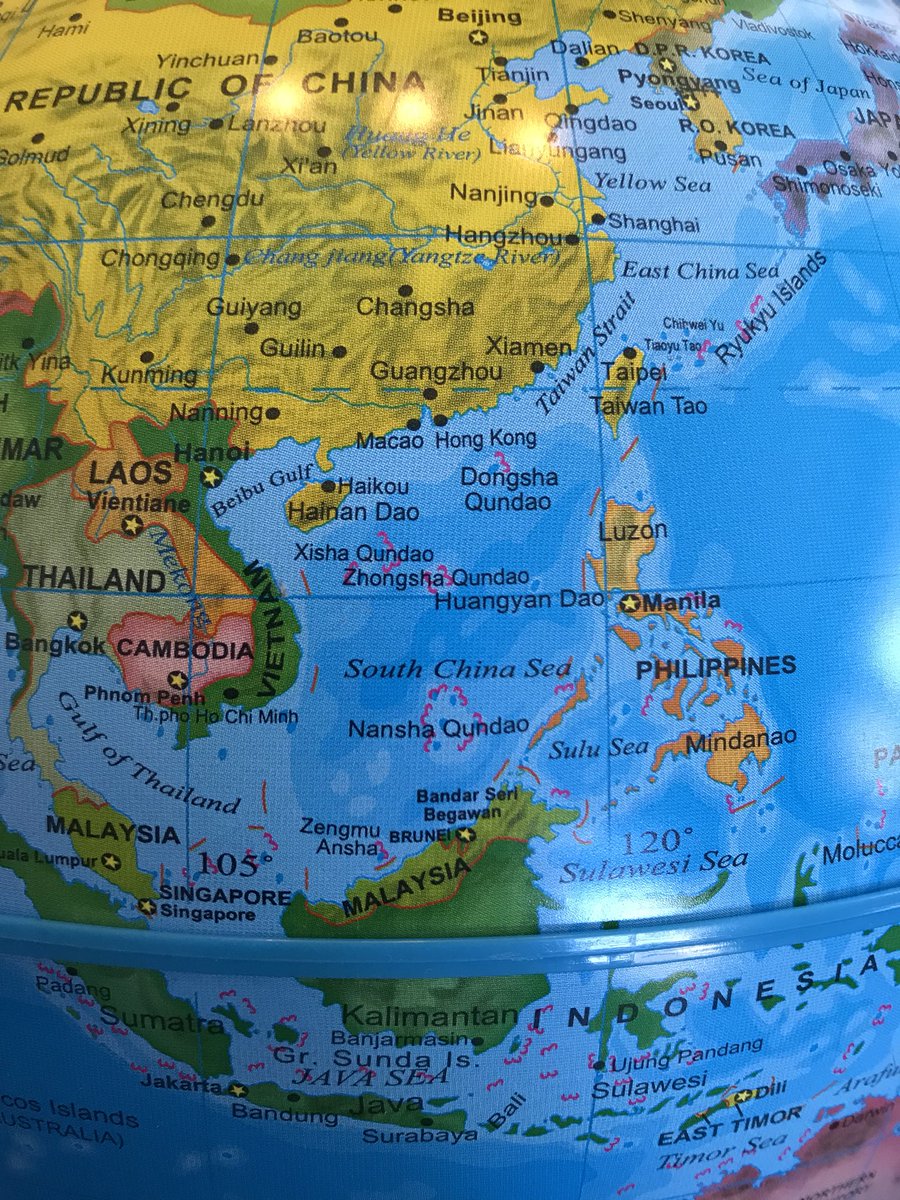 Hami
Baotou
Beijing
Shenyang
Vladivostok
Yinchuan
Tianjin
Dalian
D.P.R. KOREA
Pyongyang
Sea of Japan
REPUBLIC OF CHINA
Seoul
Xining
Lanzhou
Huang He
(Yellow River)
Jinan
Qingdao
R.O. KOREA
Golmud
Xi'an
Lianyungang
Pusan
Osaka
Shimonoseki
Chengdu
Nanjing
Yellow Sea
Shanghai
Hangzhou
Chongqing
Chang jiang(Yangtze River)
East China Sea
Guiyang
Changsha
Taiwan Strait
Chihwei Yu
Tiaoyu Tao
Ryukyu Islands
Guilin
Xiamen
Kunming
Guangzhou
Taipei
Nanning
Taiwan Tao
Macao
Hong Kong
Hanoi
LAOS
Vientiane
Beibu Gulf
Haikou
Hainan Dao
Dongsha
Qundao
Luzon
Mekong
Xisha Qundao
Zhongsha Qundao
THAILAND
VIETNAM
Huangyan Dao
Manila
Bangkok
CAMBODIA
South China Sea
PHILIPPINES
Phnom Penh
Th.pho Ho Chi Minh
Nansha Qundao
Gulf of Thailand
Sulu Sea
Mindanao
Bandar Seri
Begawan
MALAYSIA
Zengmu
Ansha
BRUNEI
120°
Kuala Lumpur
105°
MALAYSIA
Sulawesi Sea
Molucca
SINGAPORE
Singapore
Padang
Sumatra
Kalimantan
INDONESIA
Banjarmasin
Gr. Sunda Is.
JAVA SEA
Ujung Pandang
Sulawesi
Jakarta
Bandung
Java
Surabaya
Bali
Dili
EAST TIMOR
Timor Sea
cos Islands
(AUSTRALIA)
Darwin